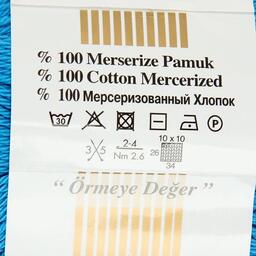 % 100 Merserize Pamuk
% 100 Cotton Mercerized
% 100 Мерсеризованный Хлопок
30 P
3 5 2-4 Nm 2.6 10 x 10 26 34
" Örmeye Değer "